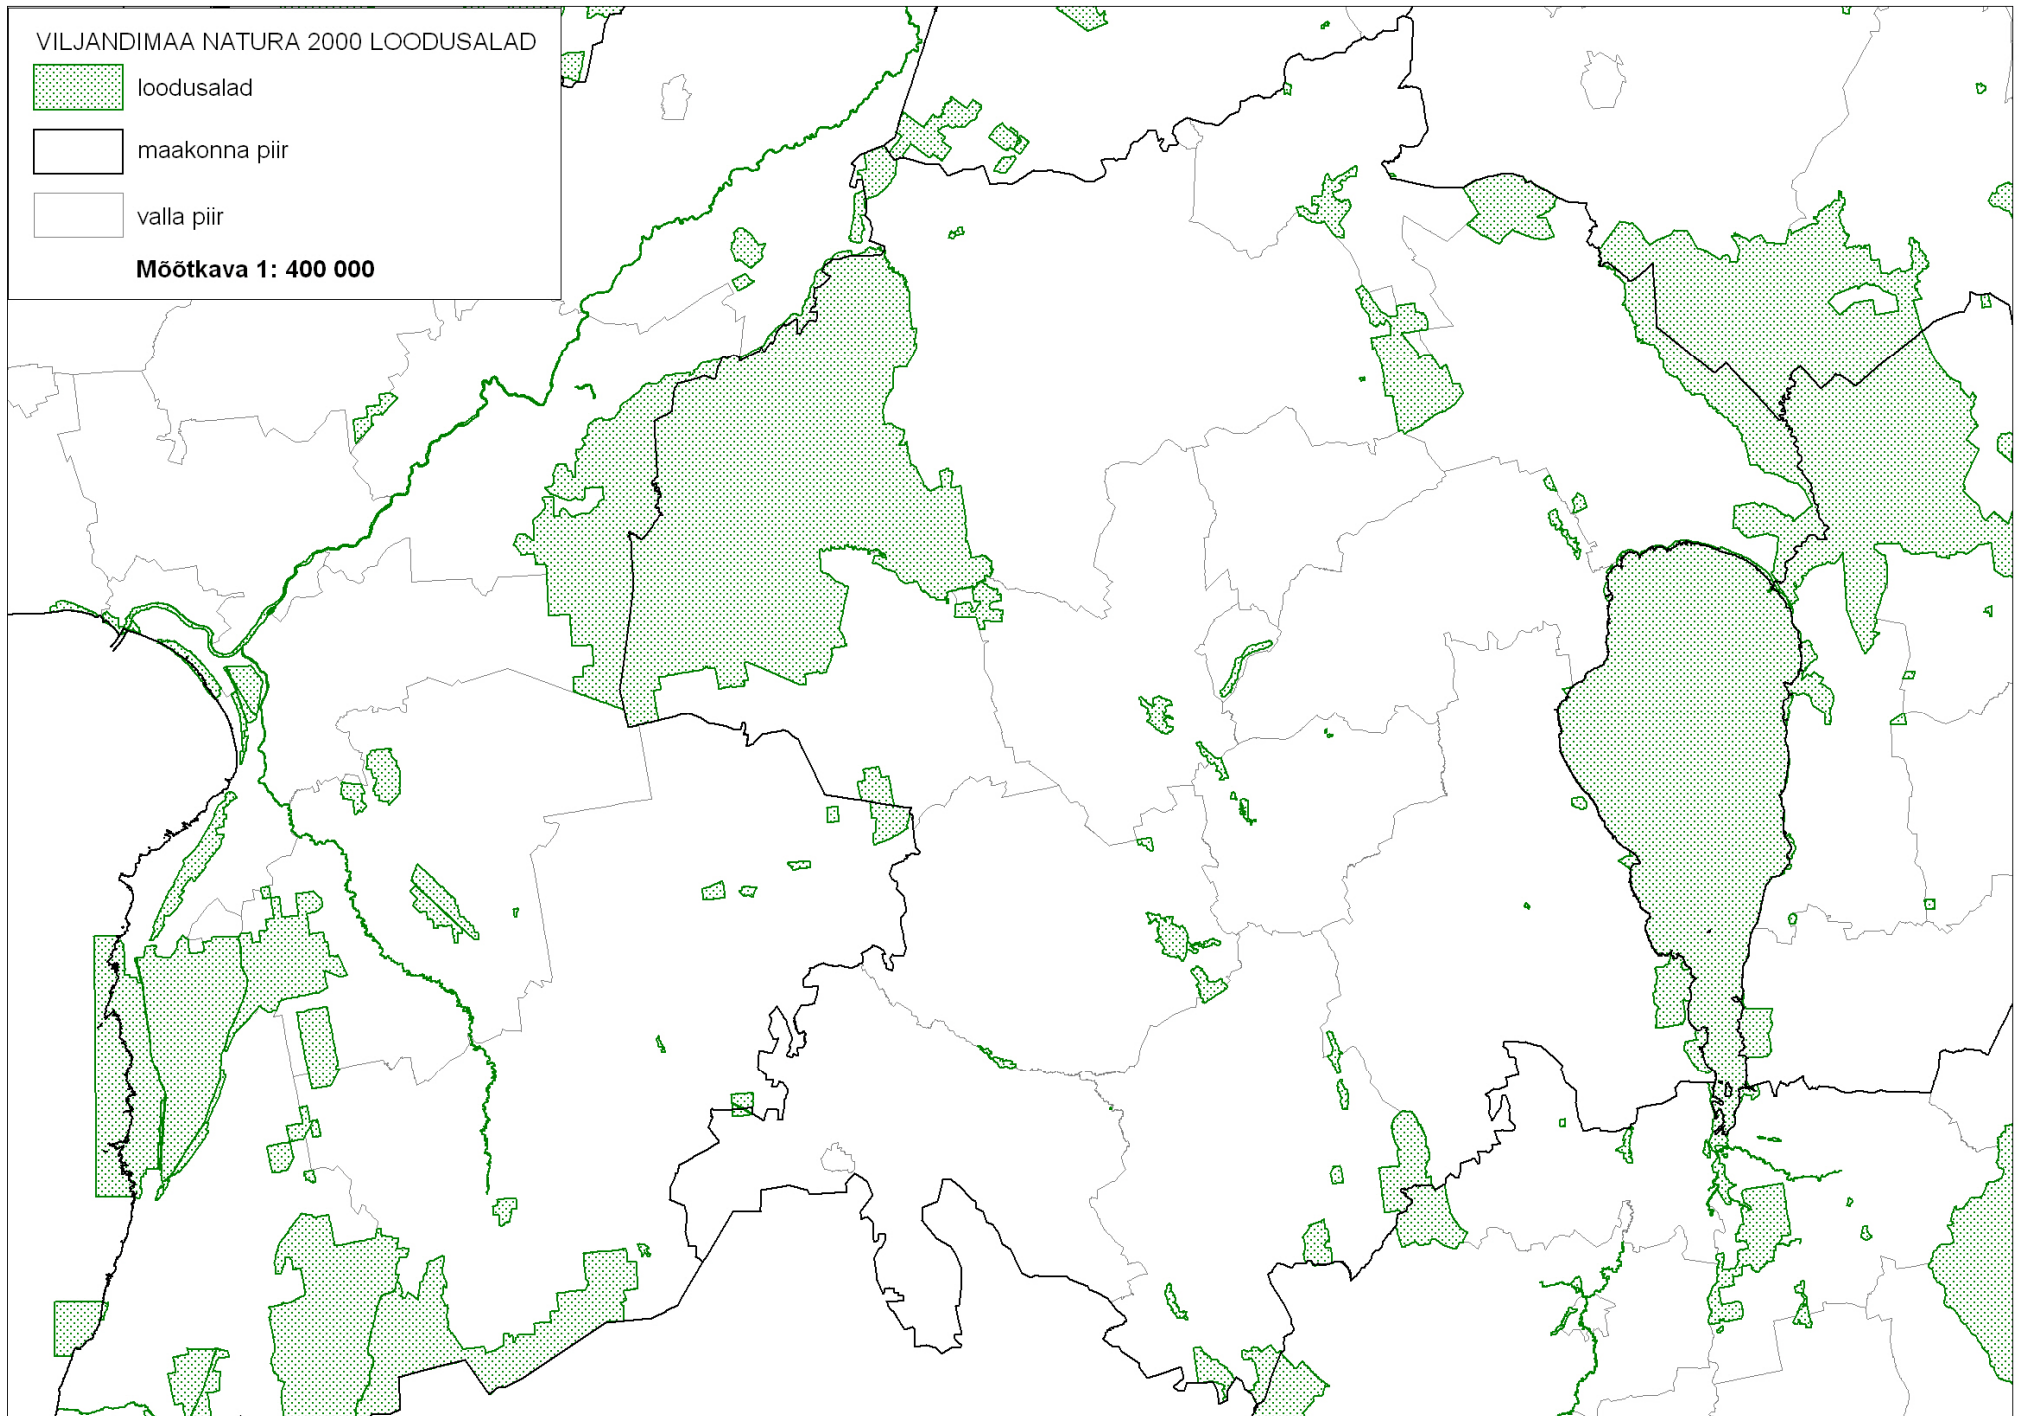 VILJANDIMAA NATURA 2000 LOODUSALAD
loodusalad
maakonna piir
valla piir
Mõõtkava 1: 400 000